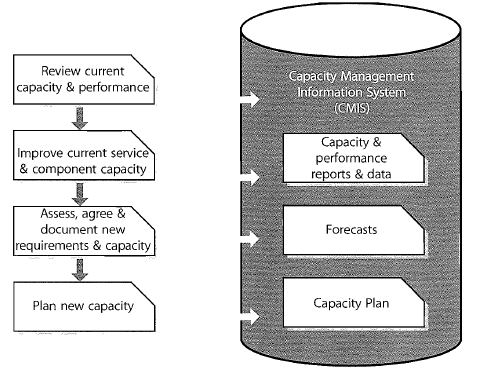 Review current
capacity & performance
Improve current service
& component capacity
Assess, agree &
document new
requirements & capacity
Plan new capacity
Capacity Management
Information System
(CMIS)
Capacity &
performance
reports & data
Forecasts
Capacity Plan